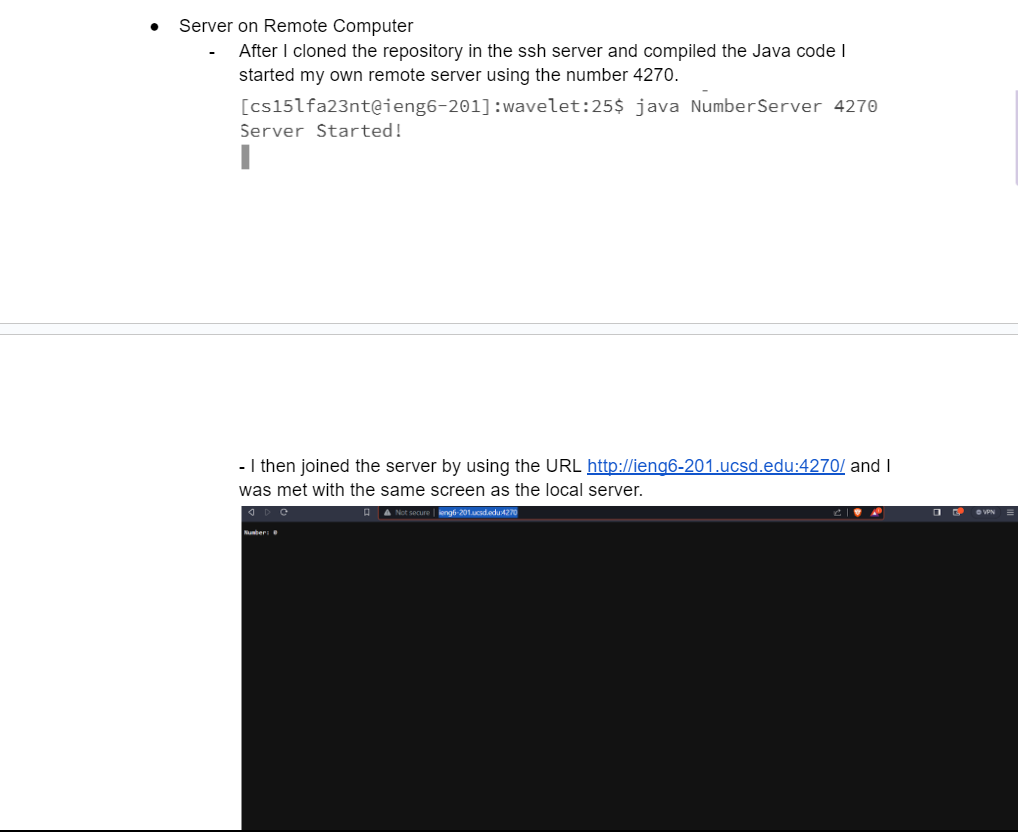 ● Server on Remote Computer
- After I cloned the repository in the ssh server and compiled the Java code I
started my own remote server using the number 4270.
[cs15lfa23nt@ieng6-201]:wavelet:25$ java NumberServer 4270
Server Started!
- I then joined the server by using the URL http://ieng6-201.ucsd.edu:4270/ and I
was met with the same screen as the local server.
Not secure | ieng6-201.ucsd.edu:4270 VPN
Number: 0